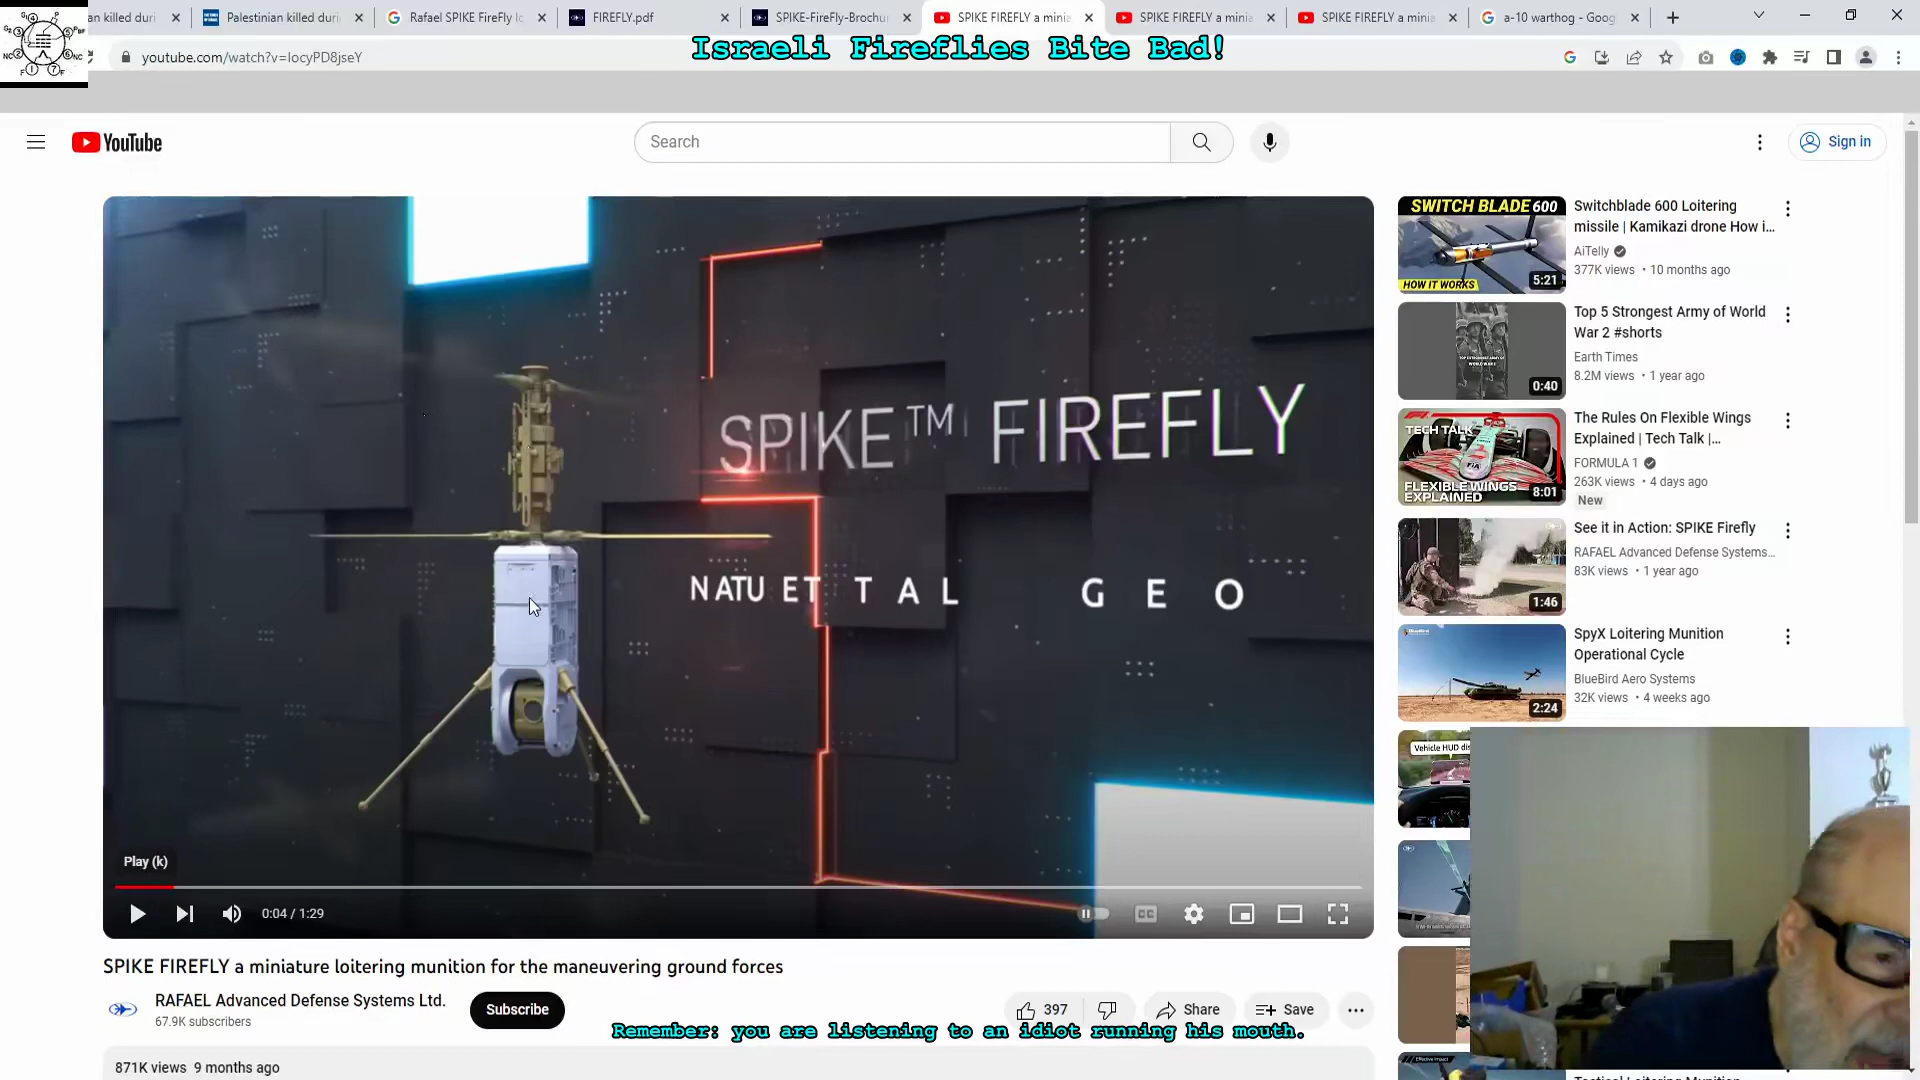 an killed duri
Palestinian killed duri
Rafael SPIKE FireFly lo
FIREFLY.pdf
SPIKE-FireFly-Brochu
SPIKE FIREFLY a minia
SPIKE FIREFLY a minia
SPIKE FIREFLY a minia
a-10 warthog - Goog
Israeli Fireflies Bite Bad!
youtube.com/watch?v=IocyPD8jseY
YouTube
Search
Sign in
SPIKE™ FIREFLY
NATU ET T A L G E O
Play (k)
0:04 / 1:29
CC
SPIKE FIREFLY a miniature loitering munition for the maneuvering ground forces
RAFAEL Advanced Defense Systems Ltd.
67.9K subscribers
Subscribe
397
Share
Save
Remember: you are listening to an idiot running his mouth.
871K views 9 months ago
SWITCH BLADE 600
HOW IT WORKS
5:21
Switchblade 600 Loitering
missile | Kamikazi drone How i...
AiTelly
377K views • 10 months ago
0:40
Top 5 Strongest Army of World
War 2 #shorts
Earth Times
8.2M views • 1 year ago
TECH TALK
FIA
FLEXIBLE WINGS
EXPLAINED
8:01
The Rules On Flexible Wings
Explained | Tech Talk |...
FORMULA 1
263K views • 4 days ago
New
1:46
See it in Action: SPIKE Firefly
RAFAEL Advanced Defense Systems...
83K views • 1 year ago
2:24
SpyX Loitering Munition
Operational Cycle
BlueBird Aero Systems
32K views • 4 weeks ago
Vehicle HUD dis